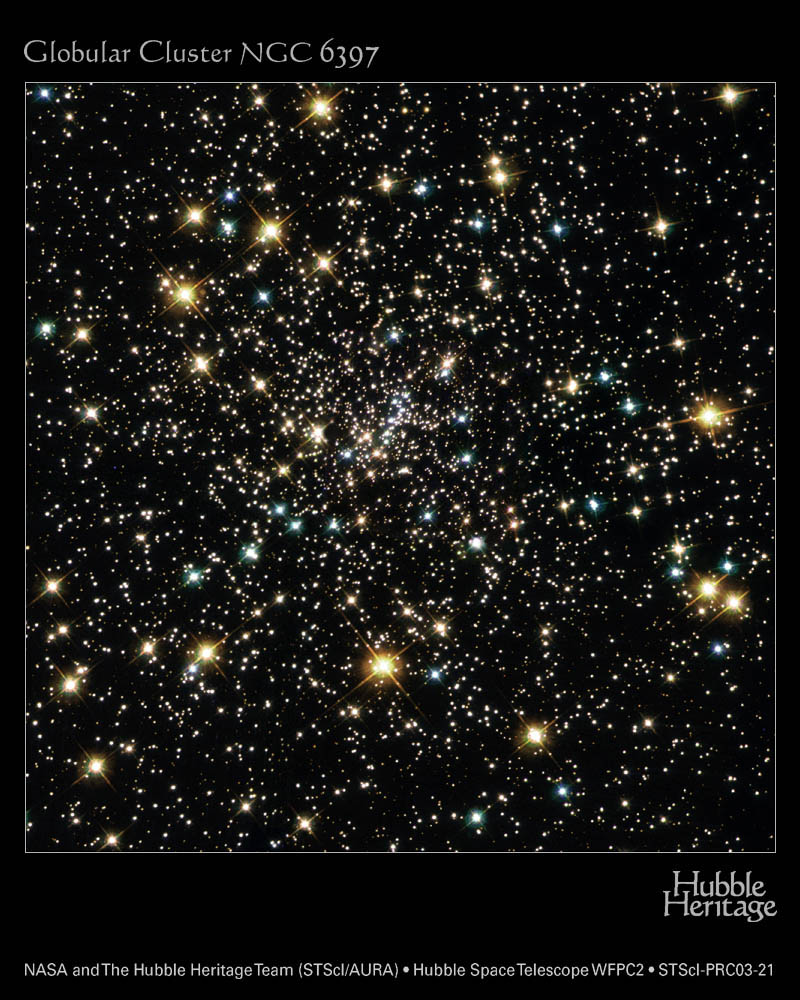 Globular Cluster NGC 6397
Hubble
Heritage
NASA and The Hubble Heritage Team (STScI/AURA) • Hubble Space Telescope WFPC2 • STScI-PRC03-21